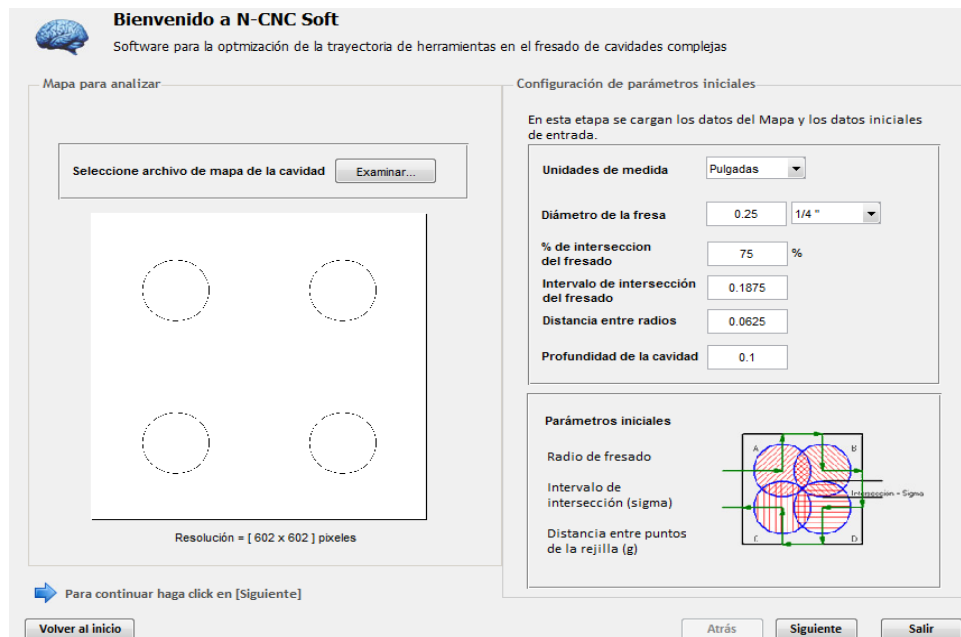 Bienvenido a N-CNC Soft
Software para la optmización de la trayectoria de herramientas en el fresado de cavidades complejas
Mapa para analizar
Seleccione archivo de mapa de la cavidad
Examinar...
Resolución = [ 602 x 602 ] pixeles
Para continuar haga click en [Siguiente]
Configuración de parámetros iniciales
En esta etapa se cargan los datos del Mapa y los datos iniciales
de entrada.
Unidades de medida
Pulgadas
Diámetro de la fresa
0.25
1/4 "
% de interseccion
del fresado
75
%
Intervalo de intersección
del fresado
0.1875
Distancia entre radios
0.0625
Profundidad de la cavidad
0.1
Parámetros iniciales
Radio de fresado
Intervalo de
intersección (sigma)
Distancia entre puntos
de la rejilla (g)
A
B
Interseccion = Sigma
C
D
Volver al inicio
Atrás
Siguiente
Salir